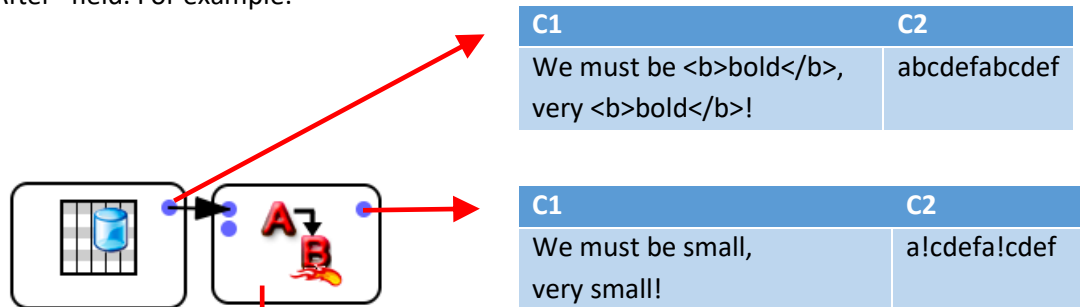 After" field. For example:
C1 C2
We must be <b>bold</b>, abcdefabcdef
very <b>bold</b>!
A
B
C1 C2
We must be small, a!cdefa!cdef
very small!